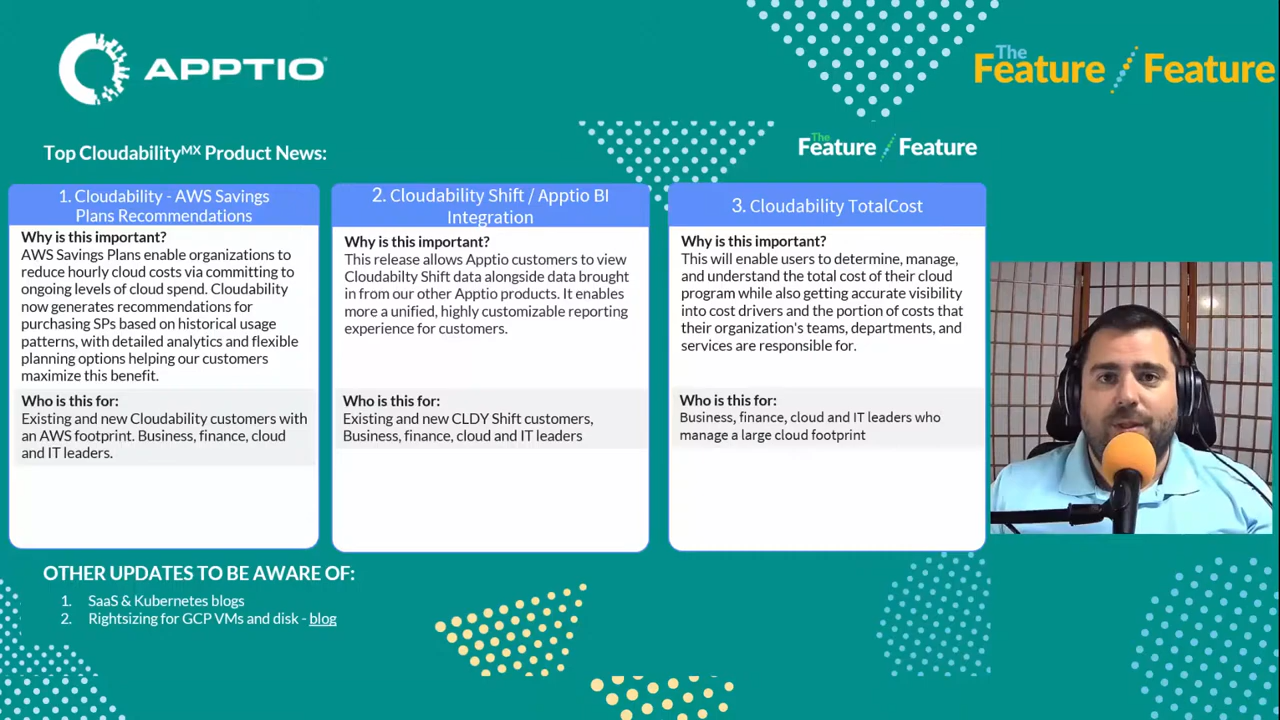 APPTIO
The
Feature / Feature
Top Cloudability MX Product News:
The
Feature / Feature
1. Cloudability - AWS Savings
Plans Recommendations
Why is this important?
AWS Savings Plans enable organizations to
reduce hourly cloud costs via committing to
ongoing levels of cloud spend. Cloudability
now generates recommendations for
purchasing SPs based on historical usage
patterns, with detailed analytics and flexible
planning options helping our customers
maximize this benefit.
Who is this for:
Existing and new Cloudability customers with
an AWS footprint. Business, finance, cloud
and IT leaders.
2. Cloudability Shift / Apptio BI
Integration
Why is this important?
This release allows Apptio customers to view
Cloudabilty Shift data alongside data brought
in from our other Apptio products. It enables
more a unified, highly customizable reporting
experience for customers.
Who is this for:
Existing and new CLDY Shift customers,
Business, finance, cloud and IT leaders
3. Cloudability TotalCost
Why is this important?
This will enable users to determine, manage,
and understand the total cost of their cloud
program while also getting accurate visibility
into cost drivers and the portion of costs that
their organization's teams, departments, and
services are responsible for.
Who is this for:
Business, finance, cloud and IT leaders who
manage a large cloud footprint
OTHER UPDATES TO BE AWARE OF:
1. SaaS & Kubernetes blogs
2. Rightsizing for GCP VMs and disk - blog